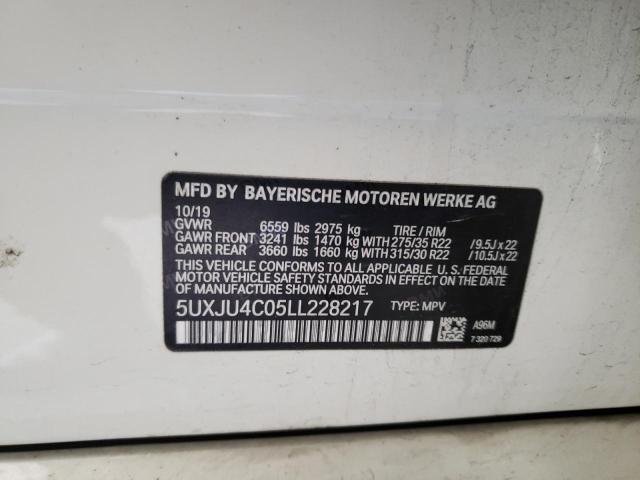 MFD BY BAYERISCHE MOTOREN WERKE AG
10/19
GVWR 6559 lbs 2975 kg TIRE / RIM
GAWR FRONT 3241 lbs 1470 kg WITH 275/35 R22 /9.5J x 22
GAWR REAR 3660 lbs 1660 kg WITH 315/30 R22 /10.5J x 22
THIS VEHICLE CONFORMS TO ALL APPLICABLE U. S. FEDERAL
MOTOR VEHICLE SAFETY STANDARDS IN EFFECT ON THE DATE
OF MANUFACTURE SHOWN ABOVE.
5UXJU4C05LL228217 TYPE: MPV
A96M
7 320 729